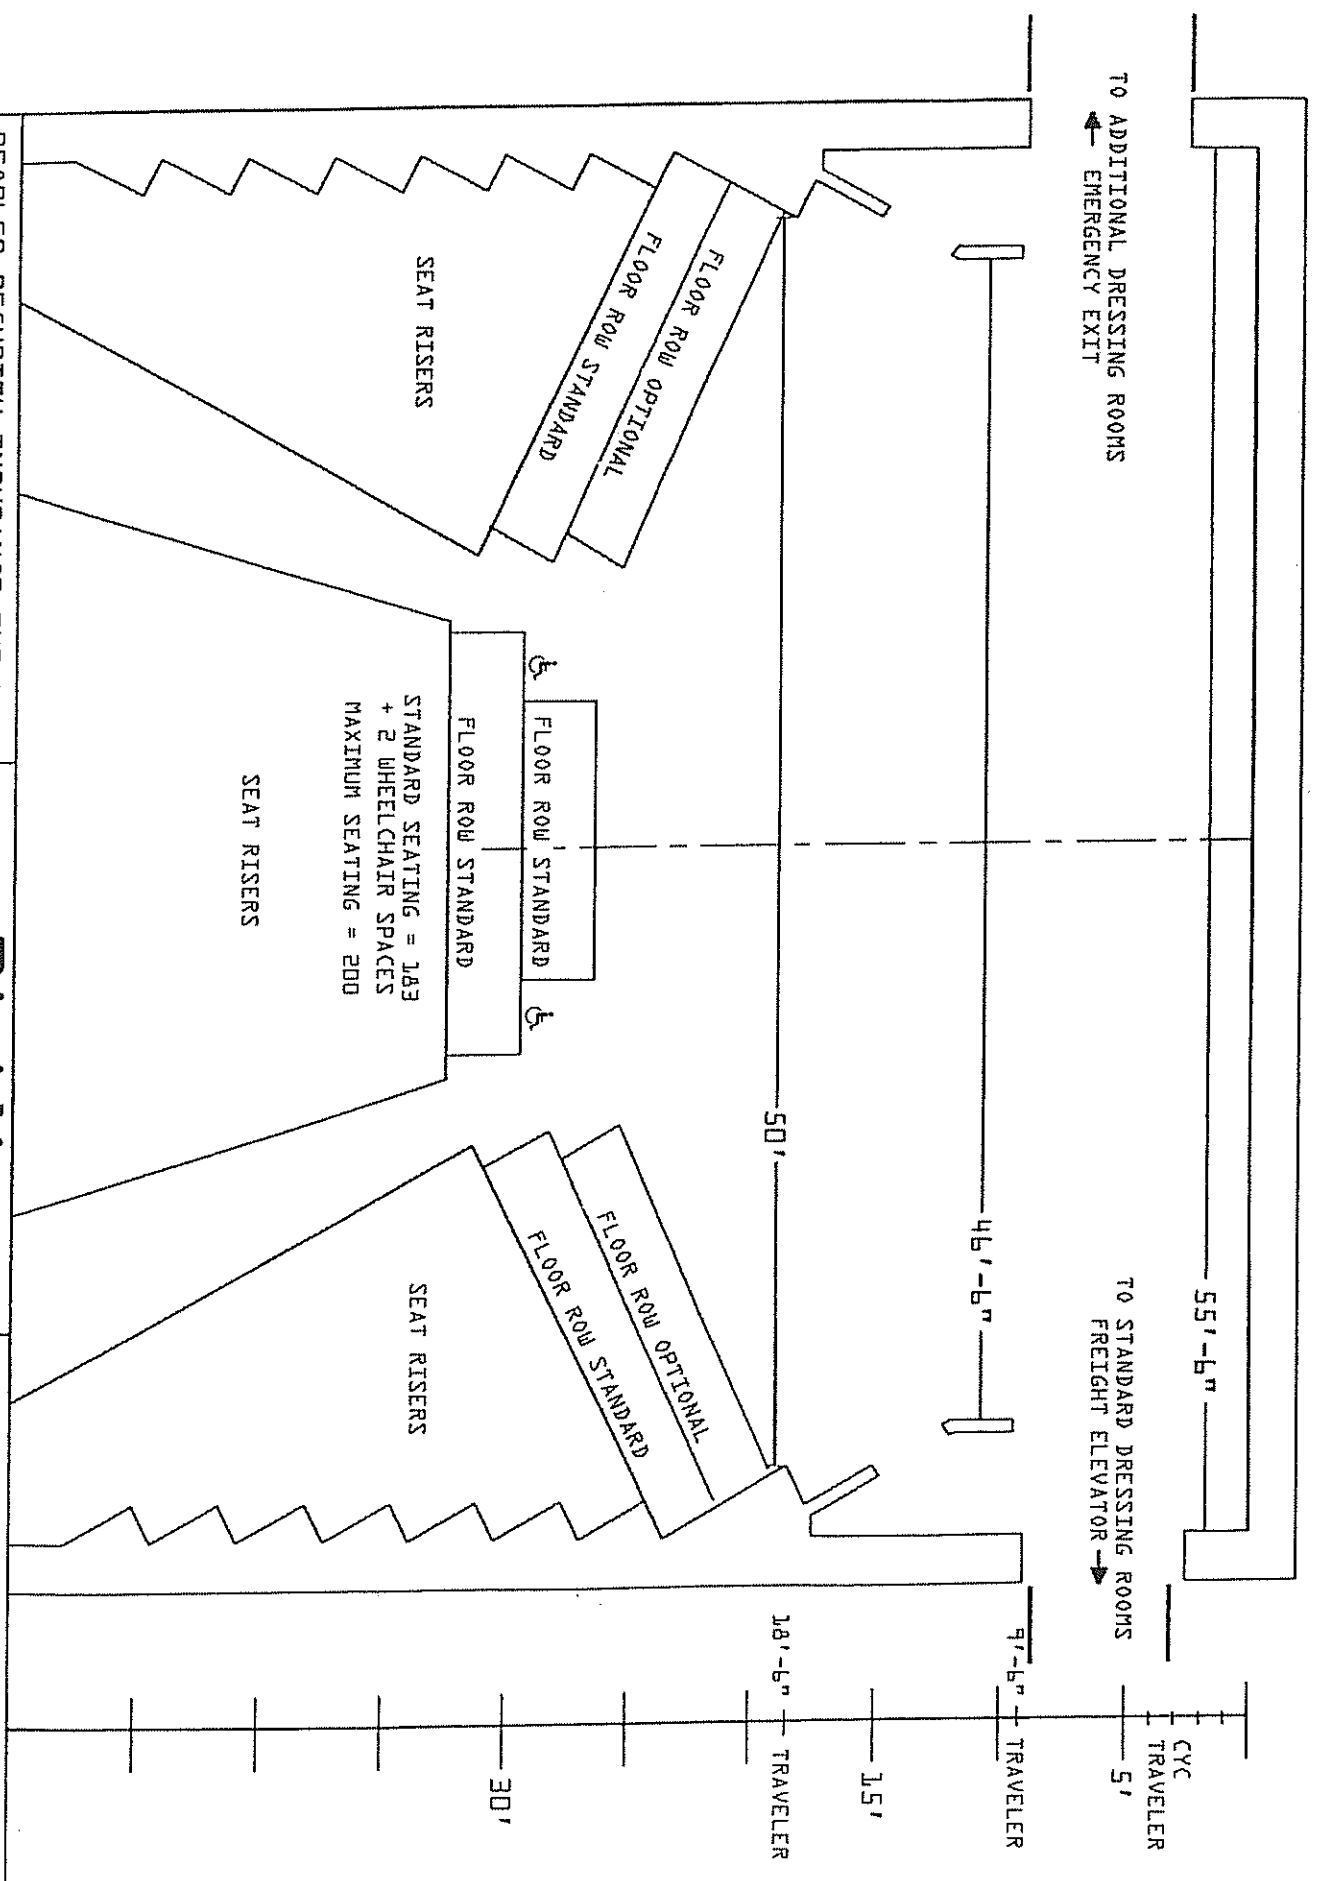 TO ADDITIONAL DRESSING ROOMS
EMERGENCY EXIT
TO STANDARD DRESSING ROOMS
FREIGHT ELEVATOR
55'-6"
46'-6"
50'
FLOOR ROW OPTIONAL
FLOOR ROW STANDARD
SEAT RISERS
FLOOR ROW STANDARD
FLOOR ROW STANDARD
STANDARD SEATING = 183
+ 2 WHEELCHAIR SPACES
MAXIMUM SEATING = 200
SEAT RISERS
FLOOR ROW OPTIONAL
FLOOR ROW STANDARD
SEAT RISERS
CYC
TRAVELER
5'
9'-6" TRAVELER
15'
18'-6" TRAVELER
30'